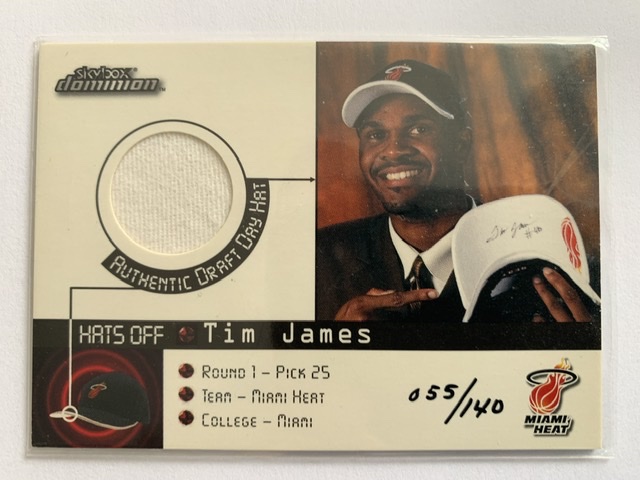 skybox
dominion™
AUTHENTIC DRAFT DAY HAT
HATS OFF Tim James
ROUND 1 – PICK 25
TEAM – MIAMI HEAT
COLLEGE – MIAMI
055/140
MIAMI
HEAT